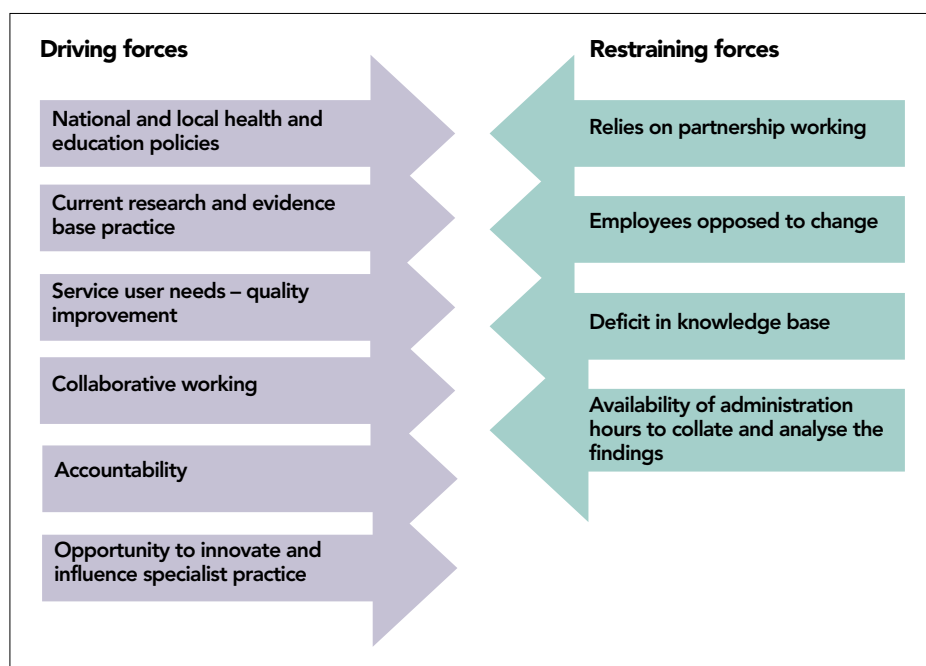 Driving forces
National and local health and
education policies
Current research and evidence
base practice
Service user needs – quality
improvement
Collaborative working
Accountability
Opportunity to innovate and
influence specialist practice
Restraining forces
Relies on partnership working
Employees opposed to change
Deficit in knowledge base
Availability of administration
hours to collate and analyse the
findings